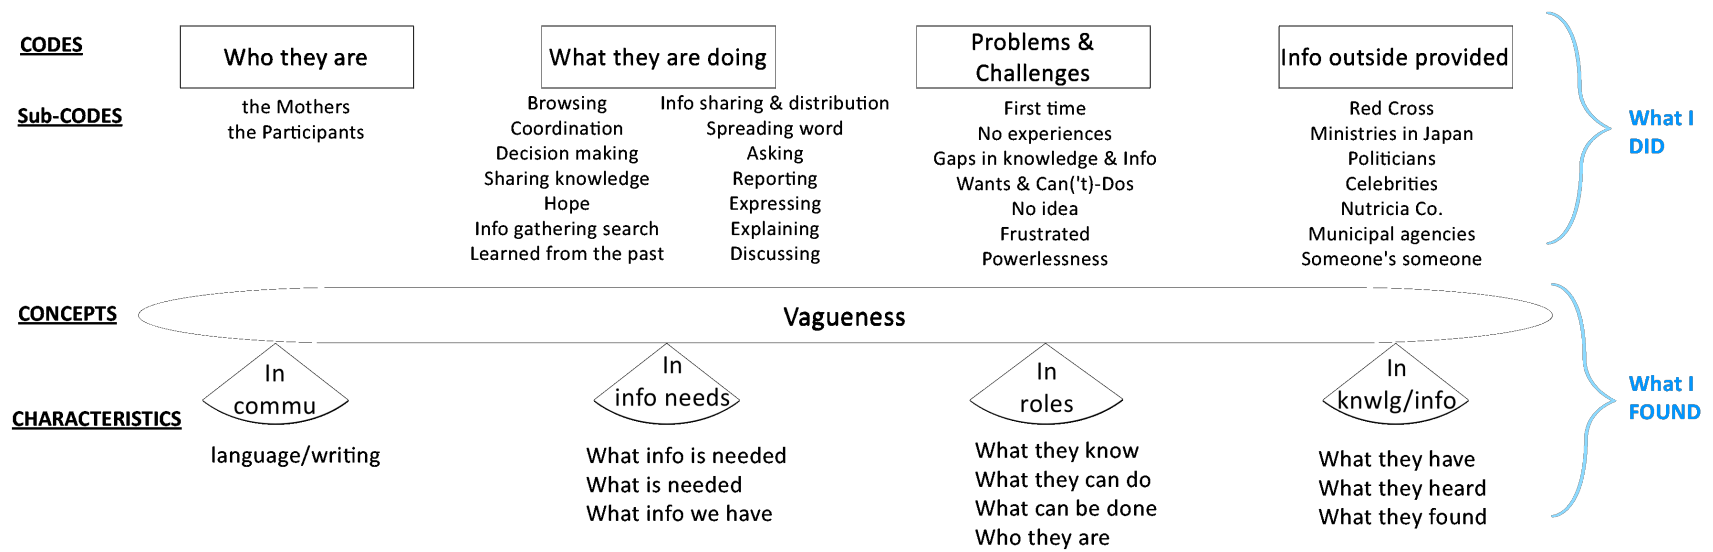 CODES
Who they are
What they are doing
Problems &
Challenges
Info outside provided
Sub-CODES
the Mothers
the Participants
Browsing
Coordination
Decision making
Sharing knowledge
Hope
Info gathering search
Learned from the past
Info sharing & distribution
Spreading word
Asking
Reporting
Expressing
Explaining
Discussing
First time
No experiences
Gaps in knowledge & Info
Wants & Can('t)-Dos
No idea
Frustrated
Powerlessness
Red Cross
Ministries in Japan
Politicians
Celebrities
Nutricia Co.
Municipal agencies
Someone's someone
What I
DID
CONCEPTS
Vagueness
CHARACTERISTICS
In
commu
language/writing
In
info needs
What info is needed
What is needed
What info we have
In
roles
What they know
What they can do
What can be done
Who they are
In
knwlg/info
What they have
What they heard
What they found
What I
FOUND